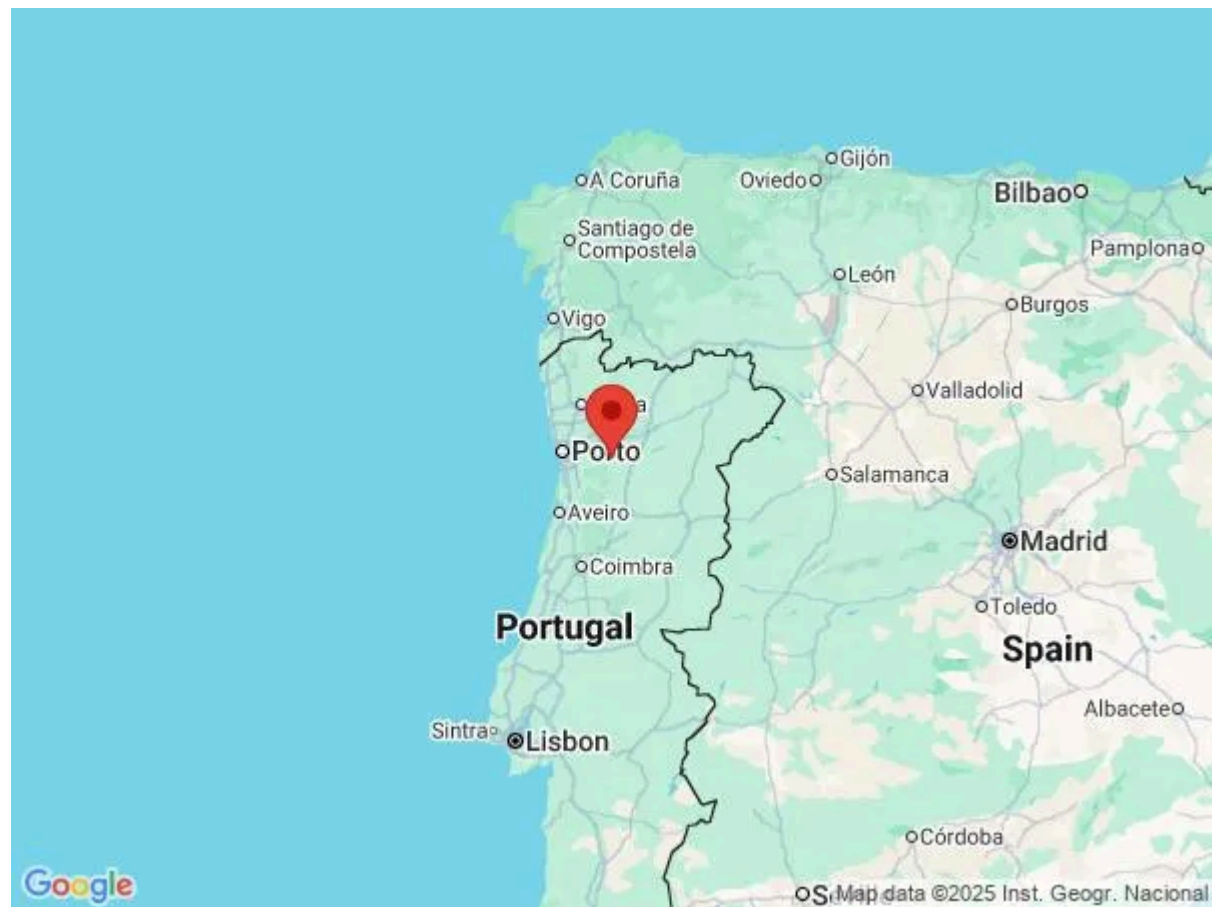 Gijón
A Coruña
Oviedo
Bilbao
Santiago de
Compostela
Pamplona
León
Burgos
Vigo
Valladolid
Porto
Salamanca
Aveiro
Madrid
Coimbra
Toledo
Portugal
Spain
Albacete
Sintra
Lisbon
Córdoba
Google
Map data ©2025 Inst. Geogr. Nacional